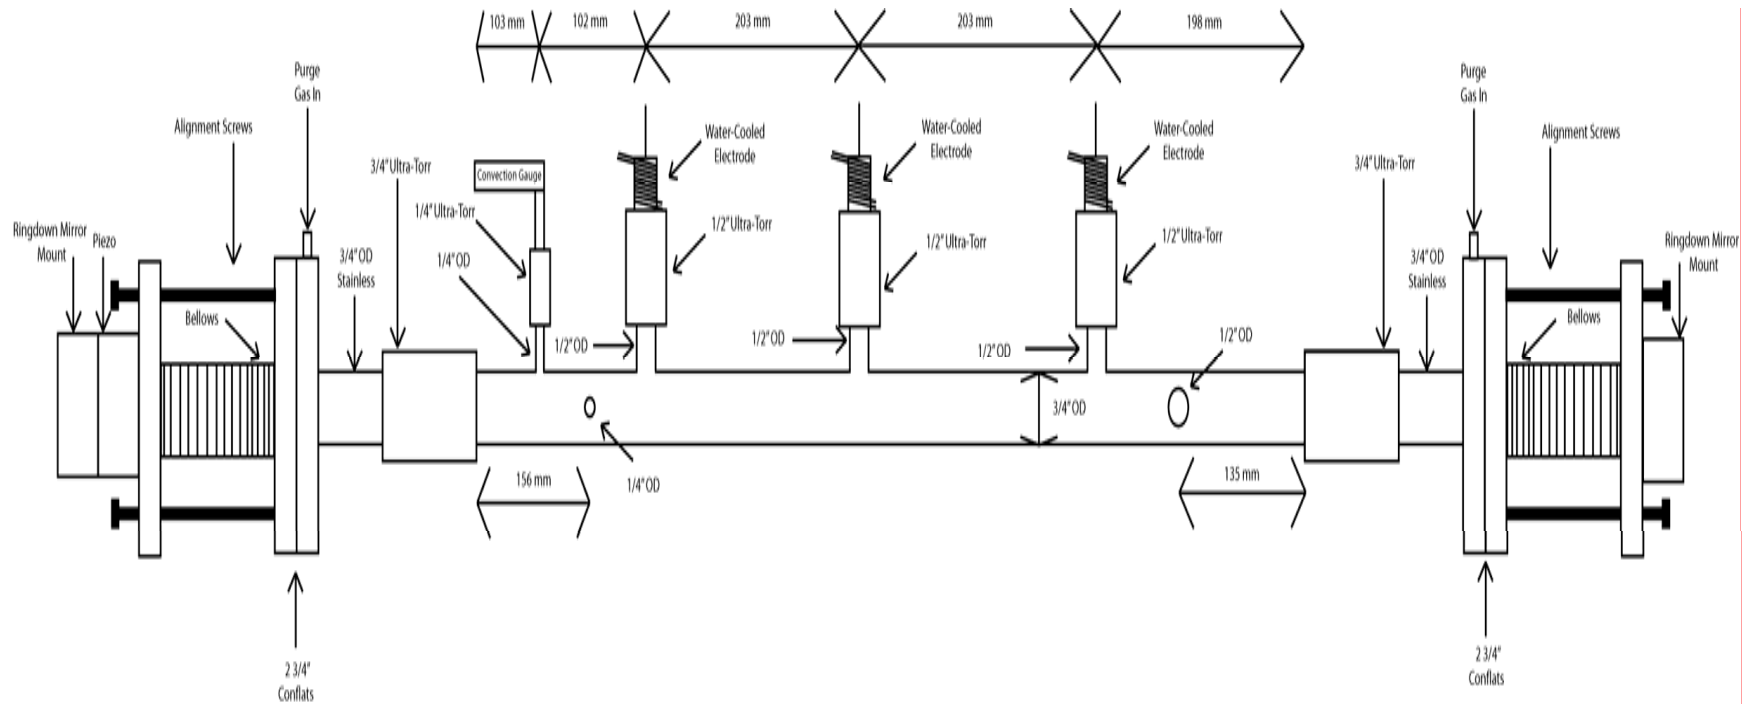 103 mm
102 mm
203 mm
203 mm
198 mm
Purge
Gas In
Purge
Gas In
Alignment Screws
Water-Cooled
Electrode
Water-Cooled
Electrode
Water-Cooled
Electrode
Alignment Screws
3/4" Ultra-Torr
Convection Gauge
3/4" Ultra-Torr
1/4" Ultra-Torr
1/2" Ultra-Torr
1/2" Ultra-Torr
1/2" Ultra-Torr
Ringdown Mirror
Mount
Piezo
3/4" OD
Stainless
1/4" OD
3/4" OD
Stainless
Ringdown Mirror
Mount
Bellows
1/2" OD
1/2" OD
1/2" OD
1/2" OD
Bellows
3/4" OD
156 mm
1/4" OD
135 mm
2 3/4"
Conflats
2 3/4"
Conflats